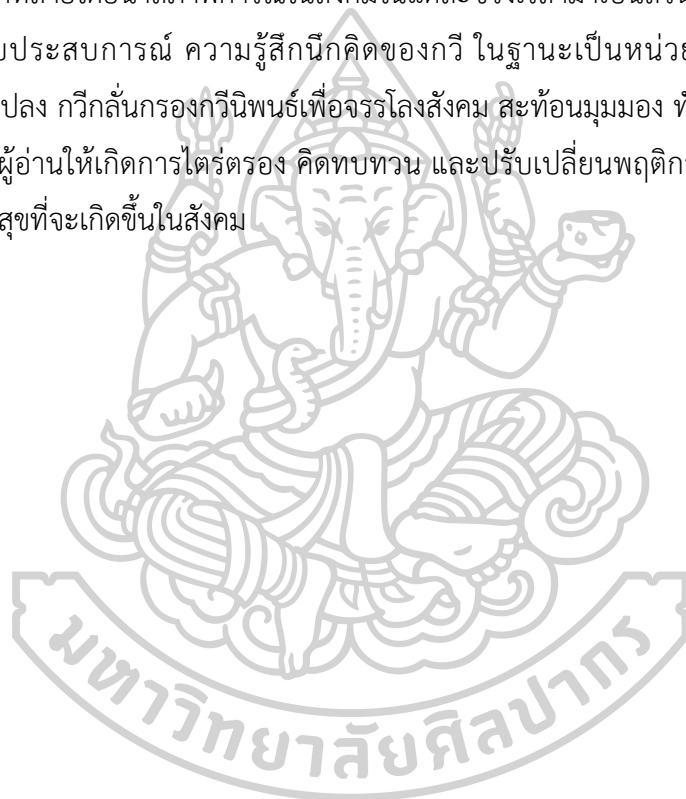 บประสบการณ์ ความรู้สึกนึกคิดของกวี ในฐานะเป็นหน่วย
ปลง กวีกลั่นกรองกวีนิพนธ์เพื่อจรรโลงสังคม สะท้อนมุมมอง ทั
ผู้อ่านให้เกิดการไตร่ตรอง คิดทบทวน และปรับเปลี่ยนพฤติก
สุขที่จะเกิดขึ้นในสังคม
มหาวิทยาลัยศิลปากร